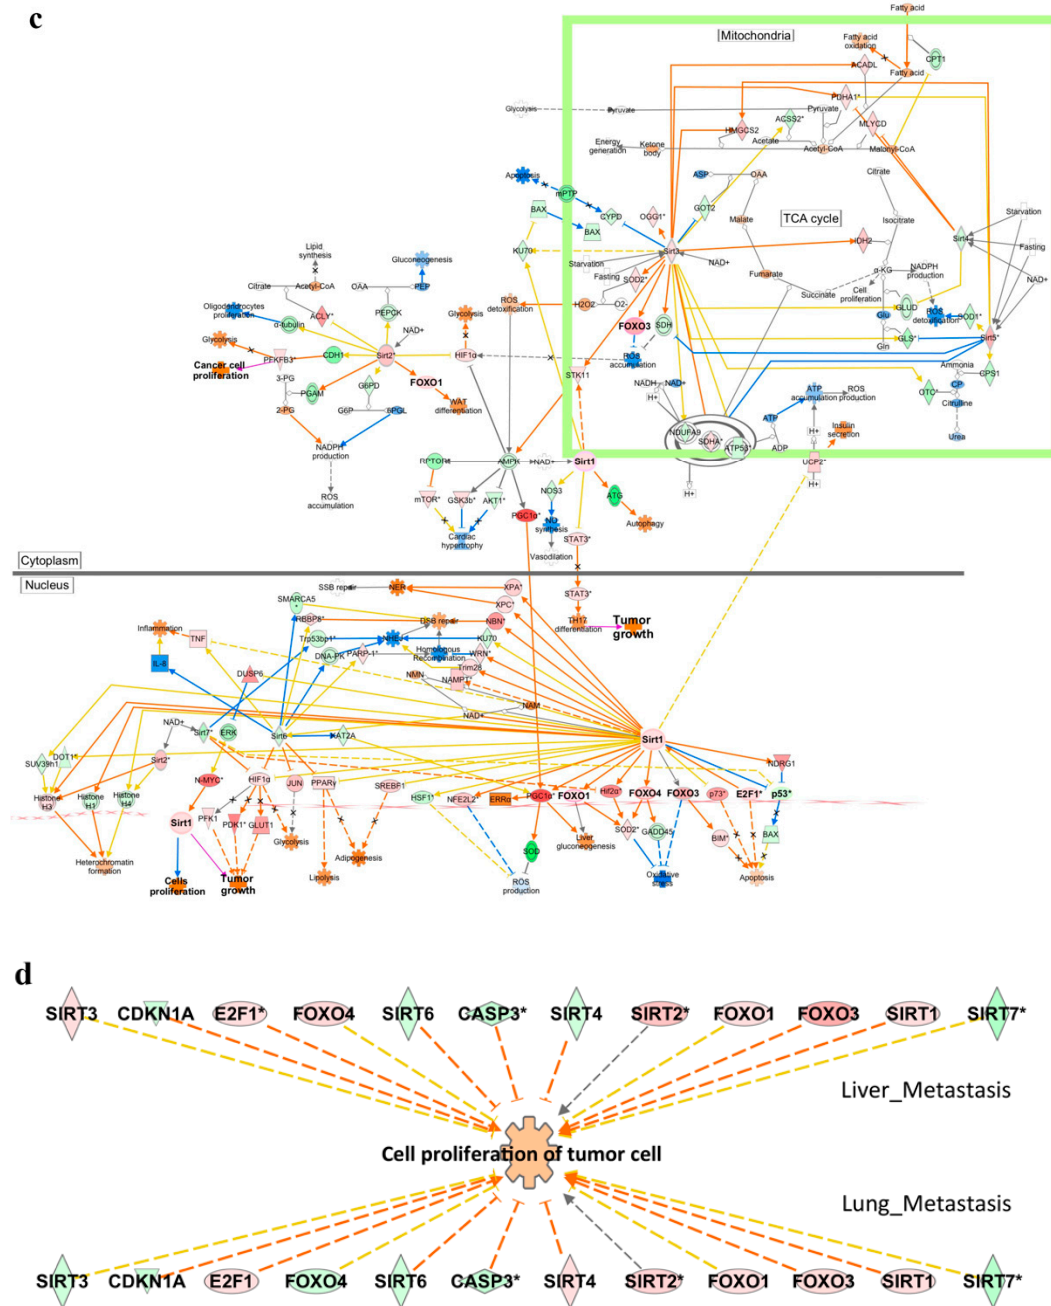 c
Fatty acid
Mitochondria
Fatty acid
oxidation
CPT1
ACADL
Fatty acid
PDHA1*
Glycolysis
Pyruvate
Pyruvate
ACSS2*
MLYCD
HMGCS2
Acetate
Energy
generation
Ketone
body
Acetyl-CoA
Malonyl-CoA
Citrate
Apoptosis
mPTP
ASP
OAA
GOT2
BAX
CYPD
OGG1*
Malate
TCA cycle
Isocitrate
Starvation
BAX
KU70
Sirt3
IDH2
Sirt4
Fasting
Lipid
synthesis
Gluconeogenesis
Starvation
NAD+
Fumarate
α-KG
NADPH
production
NAD+
Fasting
SOD2*
Cell
proliferation
Citrate
Acetyl-CoA
OAA
PEP
ROS
detoxification
H2O2
O2-
Succinate
GLUD
Oligodendrocytes
proliferation
ACLY*
PEPCK
Glycolysis
FOXO3
SDH
Glu
ROS
detoxification
SOD1*
α-tubulin
NAD+
Glycolysis
GLS*
Sirt5*
PFKFB3*
CDH1
Sirt2*
HIF1α
ROS
accumulation
Gln
Ammonia
Cancer cell
proliferation
3-PG
G6PD
FOXO1
STK11
NADH
NAD+
H+
CPS1
OTC*
CP
PGAM
WAT
differentiation
ATP
accumulation
ROS
production
Citrulline
2-PG
G6P
6PGL
NDUFA9
ATP
H+
Insulin
secretion
Urea
NADPH
production
SDHA*
ATP5β*
ADP
RPTOR
AMPK
NAD+
Sirt1
UCP2*
H+
H+
ROS
accumulation
mTOR*
GSK3b*
AKT1*
NOS3
ATG
PGC1α*
NO
synthesis
Autophagy
Cardiac
hypertrophy
STAT3*
Vasodilation
Cytoplasm
Nucleus
SSB repair
NER
XPA*
STAT3*
SMARCA5
XPC*
RBBP8*
DSB repair
NBN*
TH17
differentiation
Tumor
growth
Inflammation
TNF
Trp53bp1*
NHEJ
KU70
DNA-PK
PARP-1*
Homologous
Recombination
WRN*
IL-6
Trim28
DUSP6
NMN
NAMPT*
NAM
NAD+
NAD+
Sirt7*
ERK
Sirt6
KAT2A
Sirt1
DOT1*
SUV39h1
Sirt2*
NDRG1
N-MYC*
HIF1α
JUN
PPARγ
SREBF1
Histone
H3
Histone
H1
Histone
H4
HSF1*
NFE2L2*
ERRα
PGC1α*
FOXO1
Hif2α*
FOXO4
FOXO3
p73*
E2F1*
p53*
Sirt1
PFK1
PDK1*
GLUT1
SOD2*
GADD45
BIM*
BAX
Glycolysis
Liver
gluconeogenesis
Heterochromatin
formation
Adipogenesis
SOD
Cells
proliferation
Tumor
growth
Lipolysis
ROS
production
Oxidative
stress
Apoptosis
d
SIRT3 CDKN1A E2F1* FOXO4 SIRT6 CASP3* SIRT4 SIRT2* FOXO1 FOXO3 SIRT1 SIRT7*
Liver_Metastasis
Cell proliferation of tumor cell
Lung_Metastasis
SIRT3 CDKN1A E2F1 FOXO4 SIRT6 CASP3* SIRT4 SIRT2* FOXO1 FOXO3 SIRT1 SIRT7*